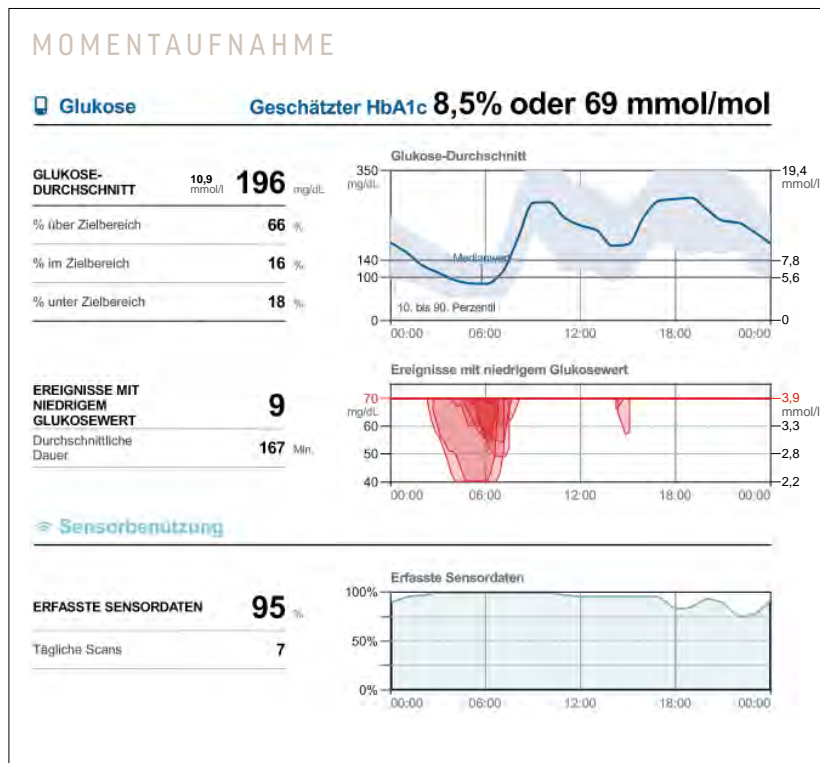 MOMENTAUFNAHME
Glukose
Geschätzter HbA1c 8,5% oder 69 mmol/mol
GLUKOSE-
DURCHSCHNITT
10,9
mmol/l
196 mg/dL
% über Zielbereich 66 %
% im Zielbereich 16 %
% unter Zielbereich 18 %
Glukose-Durchschnitt
350
mg/dL
140
100
0
Medianwert
10. bis 90. Perzentil
19,4
mmol/l
7,8
5,6
0
00:00 06:00 12:00 18:00 00:00
EREIGNISSE MIT
NIEDRIGEM
GLUKOSEWERT
9
Durchschnittliche
Dauer
167 Min.
Ereignisse mit niedrigem Glukosewert
70
mg/dL
60
50
40
3,9
mmol/l
3,3
2,8
2,2
00:00 06:00 12:00 18:00 00:00
Sensorbenützung
ERFASSTE SENSORDATEN 95 %
Tägliche Scans 7
Erfasste Sensordaten
100%
50%
0%
00:00 06:00 12:00 18:00 00:00